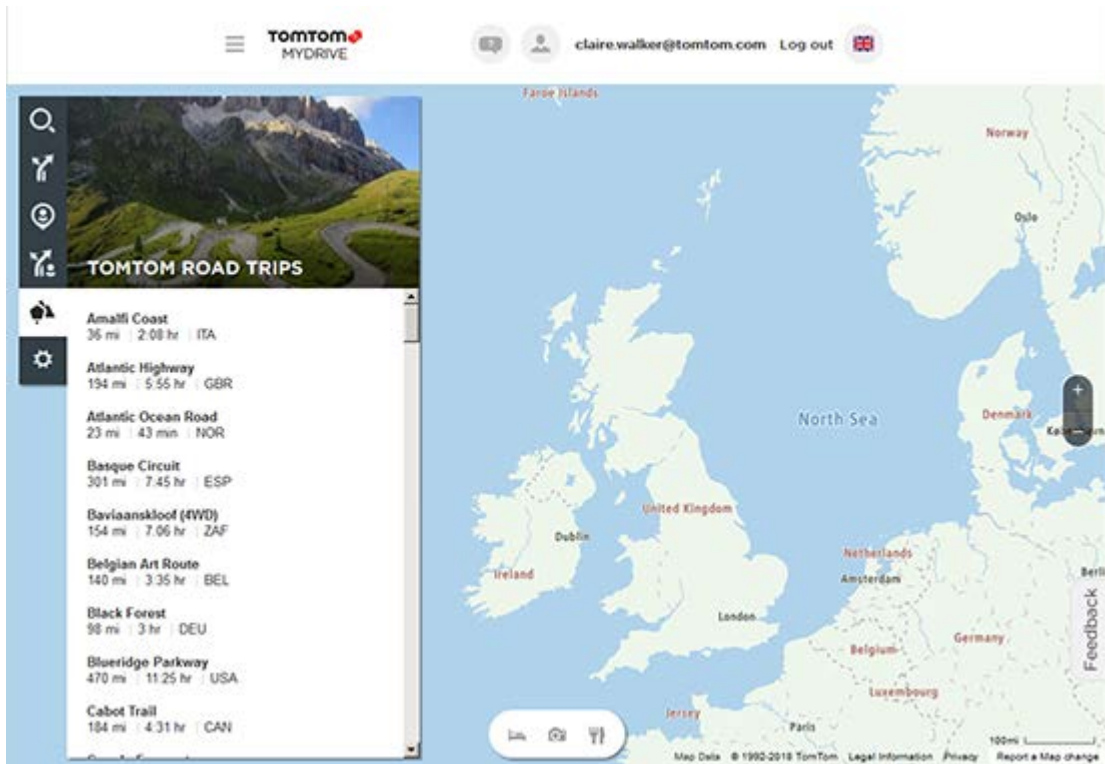 TOMTOM
MYDRIVE
claire.walker@tomtom.com Log out
TOMTOM ROAD TRIPS
Amalfi Coast
36 mi | 2:08 hr | ITA
Atlantic Highway
194 mi | 5:55 hr | GBR
Atlantic Ocean Road
23 mi | 43 min | NOR
Basque Circuit
301 mi | 7:45 hr | ESP
Baviaanskloof (4WD)
154 mi | 7:06 hr | ZAF
Belgian Art Route
140 mi | 3:35 hr | BEL
Black Forest
98 mi | 3 hr | DEU
Blueridge Parkway
470 mi | 11:25 hr | USA
Cabot Trail
184 mi | 4:31 hr | CAN
Faroe Islands
Norway
Oslo
North Sea
Denmark
United Kingdom
Dublin
Ireland
Netherlands
Amsterdam
London
Berli
Germany
Belgium
Luxembourg
Jersey
Paris
+
−
Feedback
100mi
Map Data © 1992-2018 TomTom Legal Information Privacy Report a Map change